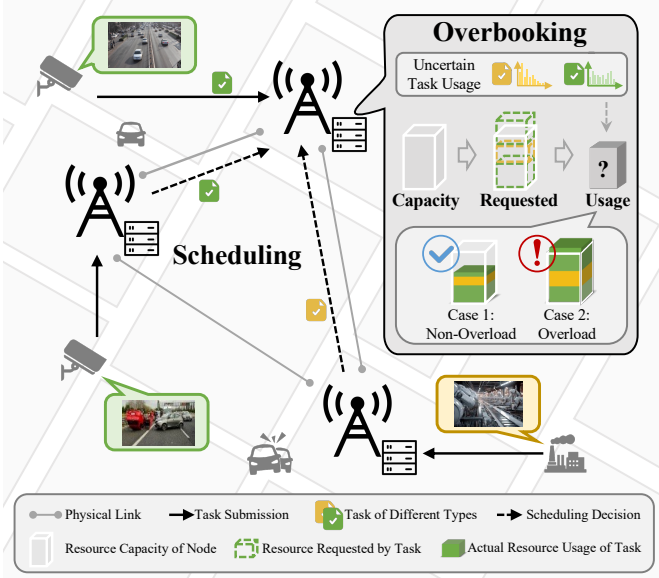 Overbooking
Uncertain
Task Usage
Capacity
Requested
?
Usage
Scheduling
!
Case 1:
Non-Overload
Case 2:
Overload
Physical Link
Task Submission
Task of Different Types
Scheduling Decision
Resource Capacity of Node
Resource Requested by Task
Actual Resource Usage of Task